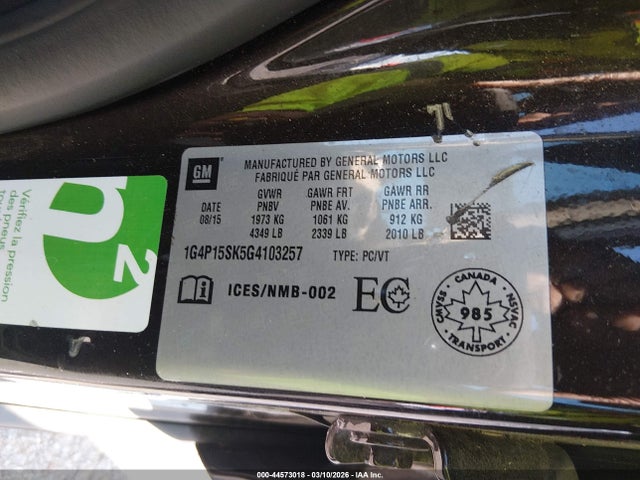 GM
MANUFACTURED BY GENERAL MOTORS LLC
FABRIQUÉ PAR GENERAL MOTORS LLC
GVWR GAWR FRT GAWR RR
DATE PNBV PNBE AV. PNBE ARR.
08/15 1973 KG 1061 KG 912 KG
4349 LB 2339 LB 2010 LB
1G4P15SK5G4103257 TYPE: PC/VT
i ICES/NMB-002 EC
CANADA
CMVSS 985 NSVAC
TRANSPORT
n2
Vérifiez la pression
des pneus
000-44573018 - 03/10/2026 - IAA Inc.